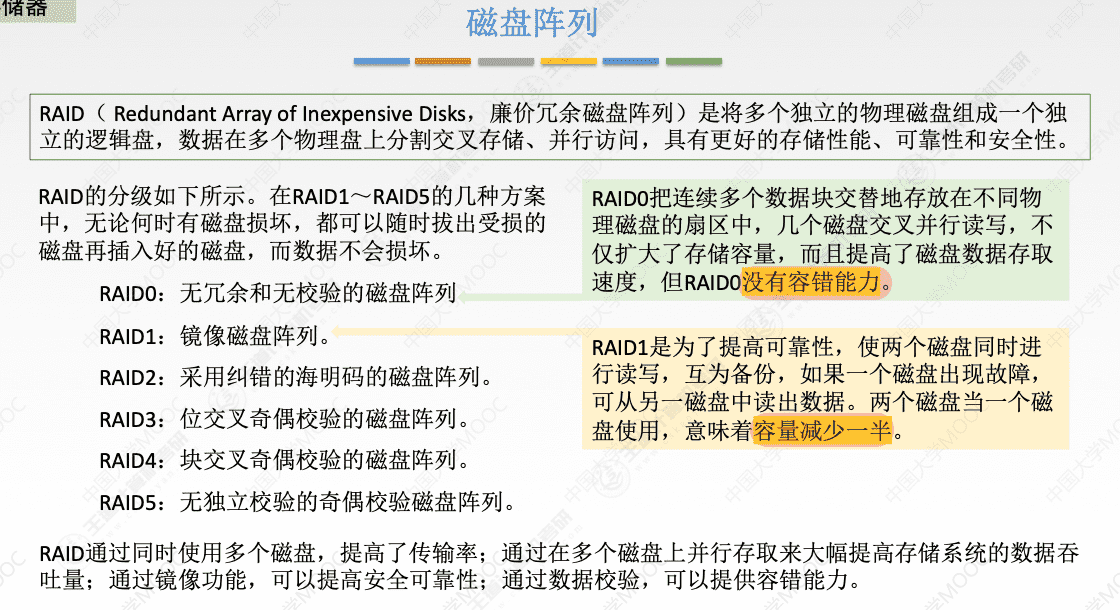 储器
磁盘阵列
RAID（ Redundant Array of Inexpensive Disks，廉价冗余磁盘阵列）是将多个独立的物理磁盘组成一个独
立的逻辑盘，数据在多个物理盘上分割交叉存储、并行访问，具有更好的存储性能、可靠性和安全性。
RAID的分级如下所示。在RAID1～RAID5的几种方案
中，无论何时有磁盘损坏，都可以随时拔出受损的
磁盘再插入好的磁盘，而数据不会损坏。
RAID0：无冗余和无校验的磁盘阵列
RAID1：镜像磁盘阵列。
RAID2：采用纠错的海明码的磁盘阵列。
RAID3：位交叉奇偶校验的磁盘阵列。
RAID4：块交叉奇偶校验的磁盘阵列。
RAID5：无独立校验的奇偶校验磁盘阵列。
RAID0把连续多个数据块交替地存放在不同物
理磁盘的扇区中，几个磁盘交叉并行读写，不
仅扩大了存储容量，而且提高了磁盘数据存取
速度，但RAID0没有容错能力。
RAID1是为了提高可靠性，使两个磁盘同时进
行读写，互为备份，如果一个磁盘出现故障，
可从另一磁盘中读出数据。两个磁盘当一个磁
盘使用，意味着容量减少一半。
RAID通过同时使用多个磁盘，提高了传输率；通过在多个磁盘上并行存取来大幅提高存储系统的数据吞
吐量；通过镜像功能，可以提高安全可靠性；通过数据校验，可以提供容错能力。